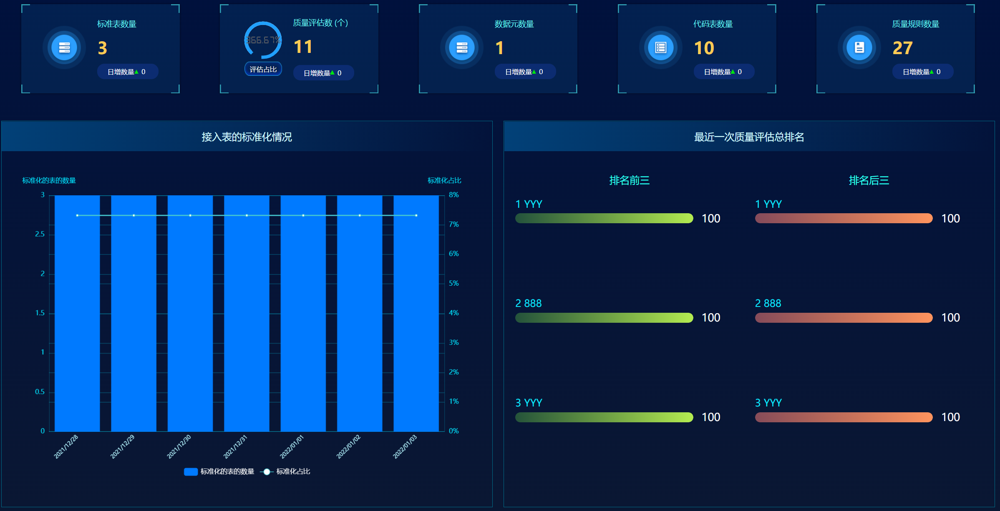 标准表数量
3
日增数量 0
366.67%
评估占比
质量评估数 (个)
11
日增数量 0
数据元数量
1
日增数量 0
代码表数量
10
日增数量 0
质量规则数量
27
日增数量 0
接入表的标准化情况
标准化的表的数量
标准化占比
3
2.5
2
1.5
1
0.5
0
8%
7%
6%
5%
4%
3%
2%
1%
0%
2021/12/28
2021/12/29
2021/12/30
2021/12/31
2022/01/01
2022/01/02
2022/01/03
标准化的表的数量
标准化占比
最近一次质量评估总排名
排名前三
1 YYY
100
2 888
100
3 YYY
100
排名后三
1 YYY
100
2 888
100
3 YYY
100